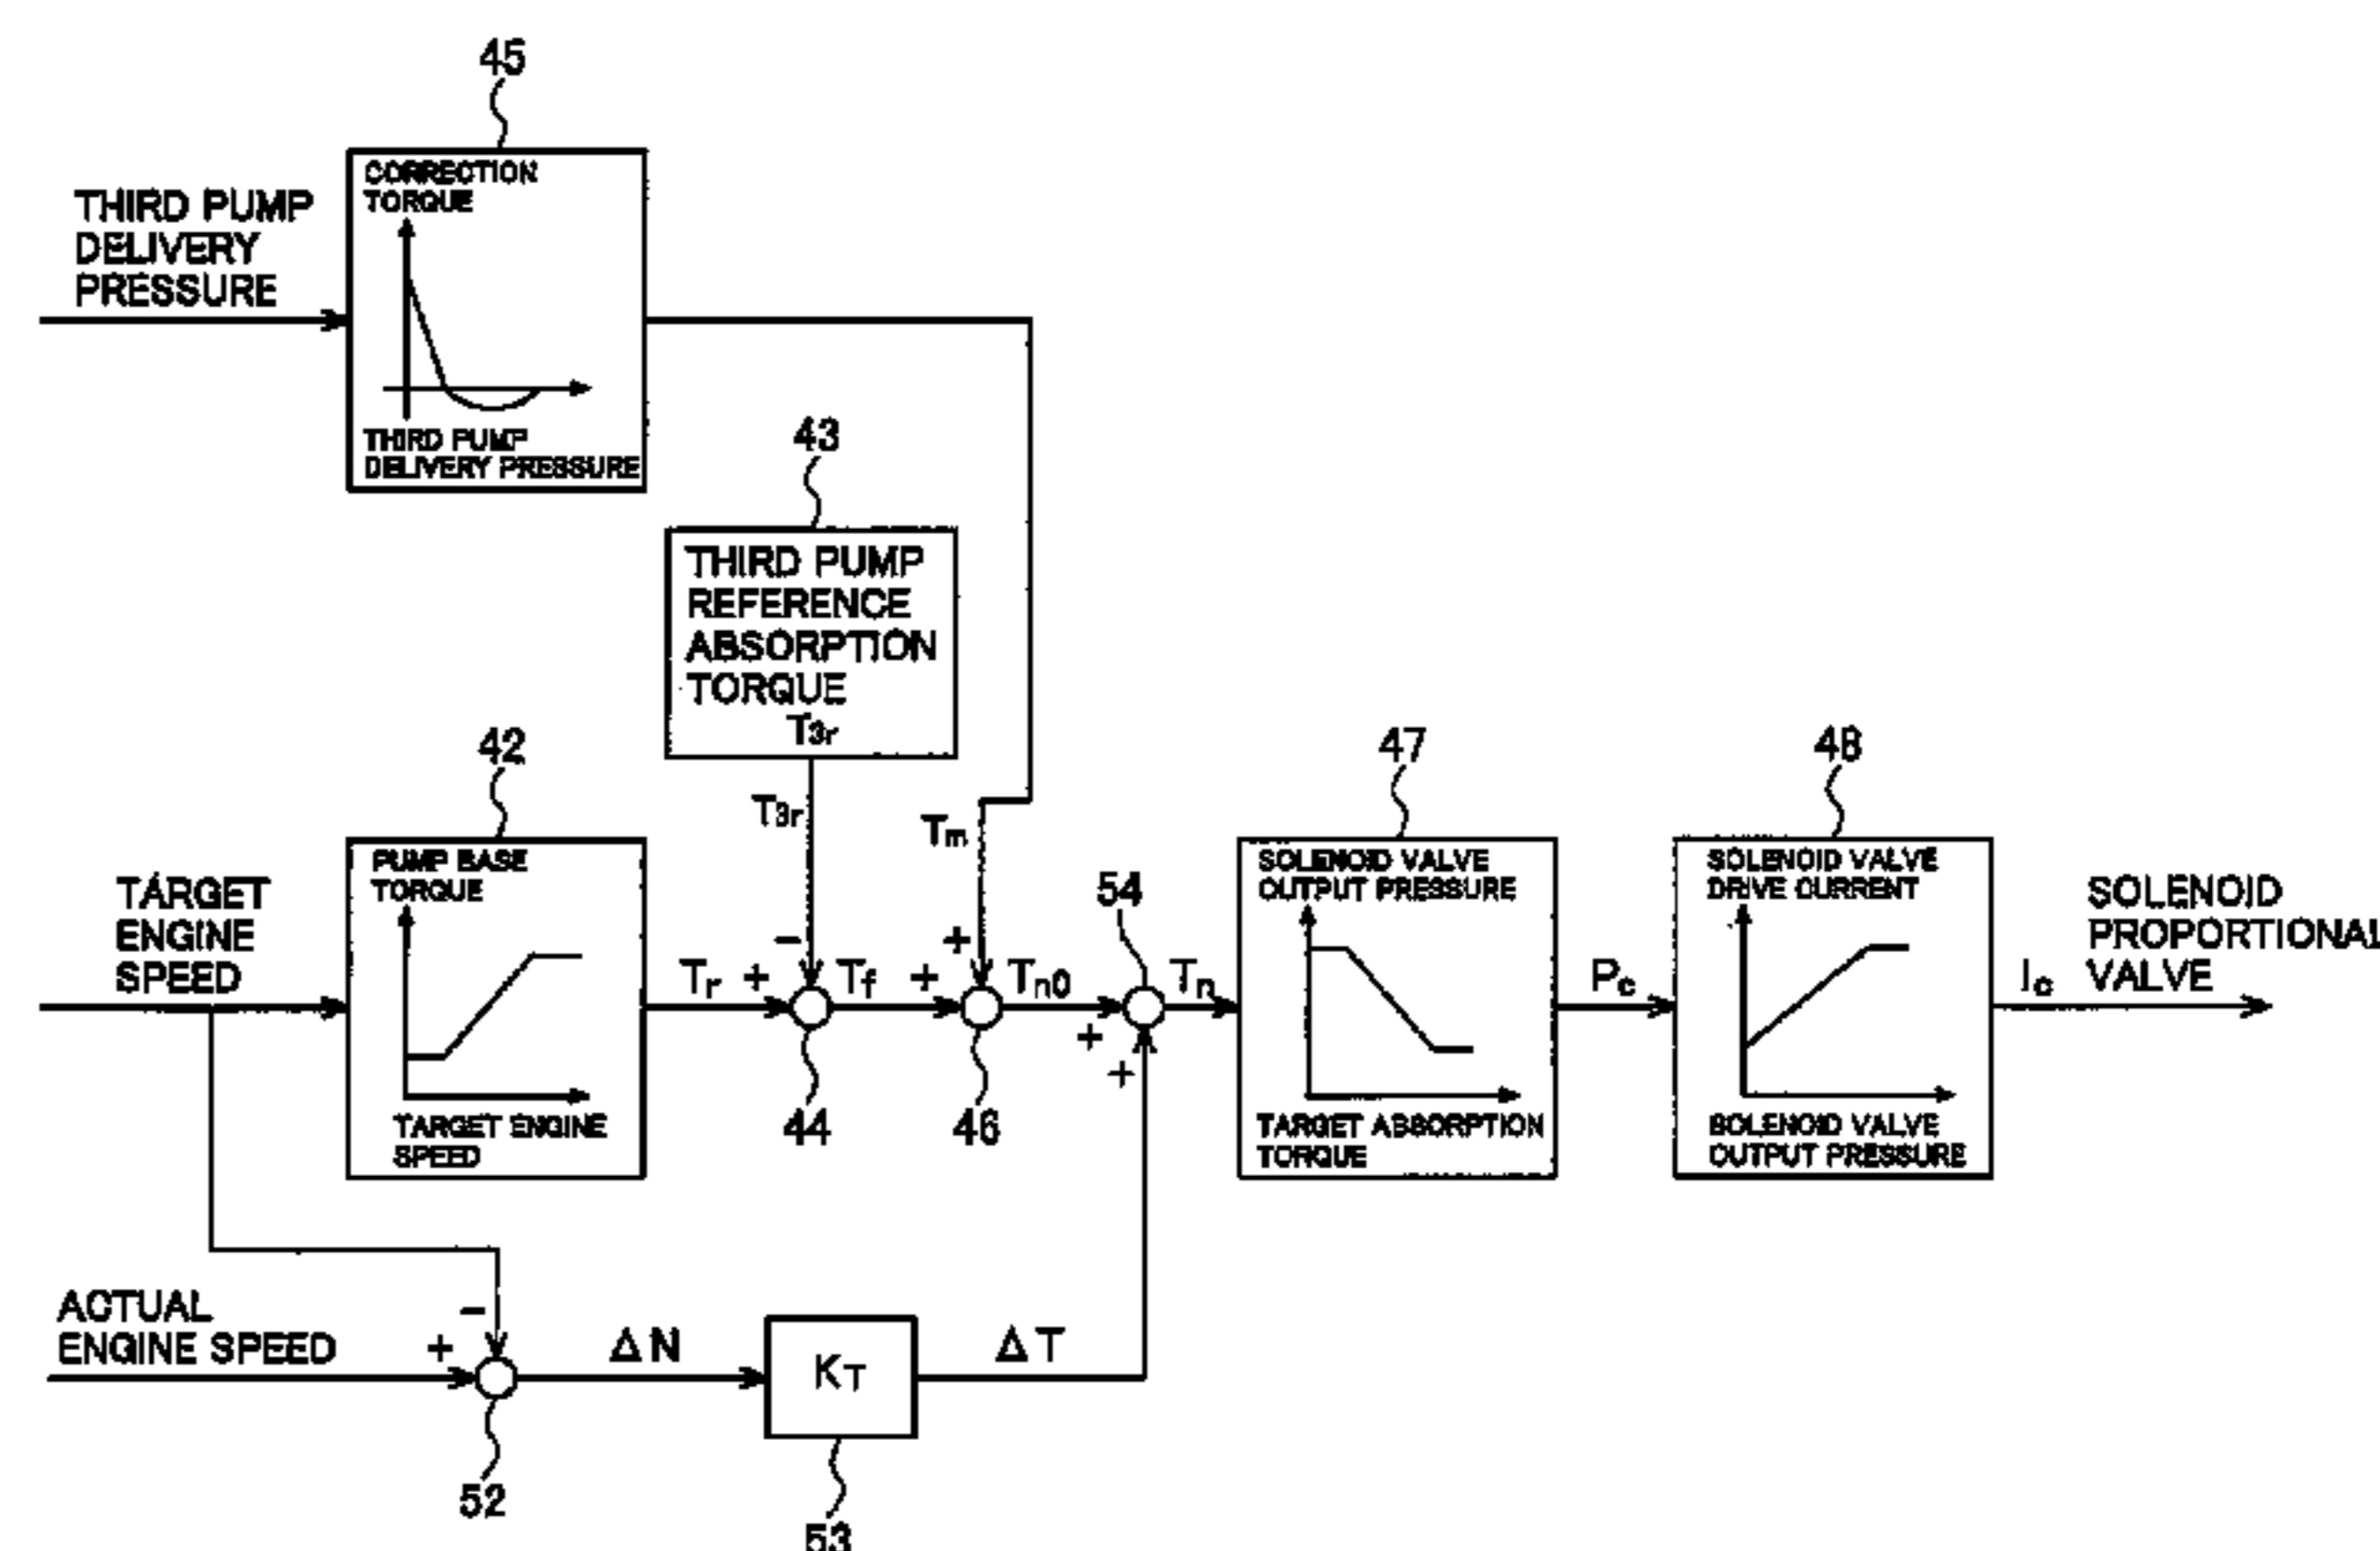 45
CORRECTION
TORQUE
THIRD PUMP
DELIVERY
PRESSURE
THIRD PUMP
DELIVERY PRESSURE
43
THIRD PUMP
REFERENCE
ABSORPTION
TORQUE
T3r
42
47
48
T3r
Tm
PUMP BASE
TORQUE
TARGET
ENGINE
SPEED
TARGET ENGINE
SPEED
Tr
+
−
Tf
+
+
Tn0
54
Tn
+
+
44
46
SOLENOID VALVE
OUTPUT PRESSURE
TARGET ABSORPTION
TORQUE
Pc
SOLENOID VALVE
DRIVE CURRENT
SOLENOID VALVE
OUTPUT PRESSURE
Ic
SOLENOID
PROPORTIONAL
VALVE
ACTUAL
ENGINE SPEED
−
+
ΔN
KT
ΔT
52
53